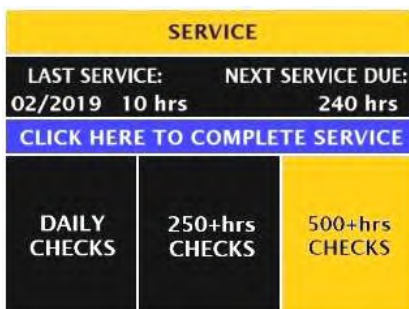 SERVICE
LAST SERVICE: NEXT SERVICE DUE:
02/2019 10 hrs 240 hrs
CLICK HERE TO COMPLETE SERVICE
DAILY
CHECKS
250+hrs
CHECKS
500+hrs
CHECKS